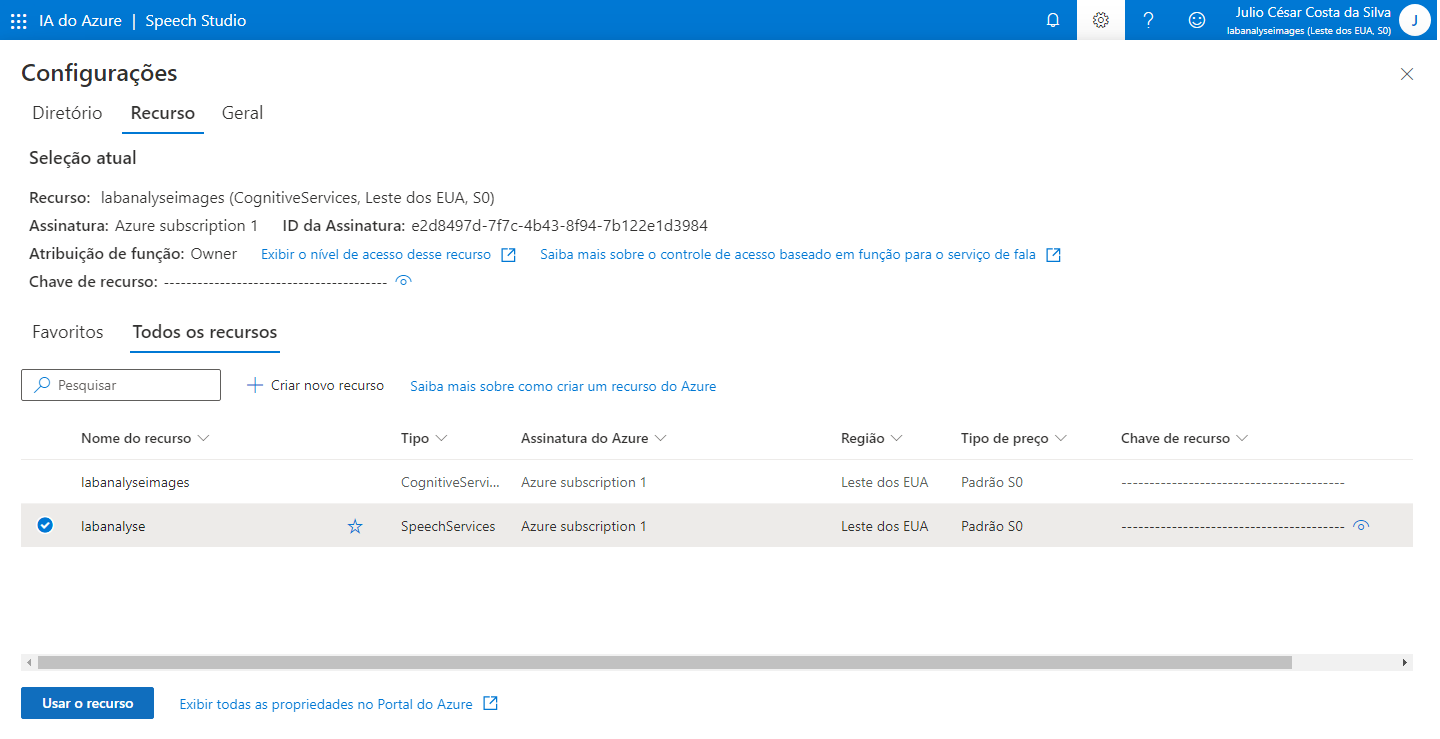 IA do Azure | Speech Studio
?
Julio César Costa da Silva
labanalyseimages (Leste dos EUA, S0)
J
Configurações
Diretório Recurso Geral
Seleção atual
Recurso: labanalyseimages (CognitiveServices, Leste dos EUA, S0)
Assinatura: Azure subscription 1 ID da Assinatura: e2d8497d-7f7c-4b43-8f94-7b122e1d3984
Atribuição de função: Owner Exibir o nível de acesso desse recurso Saiba mais sobre o controle de acesso baseado em função para o serviço de fala
Chave de recurso: ----------------------------------------
Favoritos Todos os recursos
Pesquisar Criar novo recurso Saiba mais sobre como criar um recurso do Azure
Nome do recurso Tipo Assinatura do Azure Região Tipo de preço Chave de recurso
labanalyseimages CognitiveServi... Azure subscription 1 Leste dos EUA Padrão S0 ----------------------------------------
labanalyse SpeechServices Azure subscription 1 Leste dos EUA Padrão S0 ----------------------------------------
Usar o recurso Exibir todas as propriedades no Portal do Azure